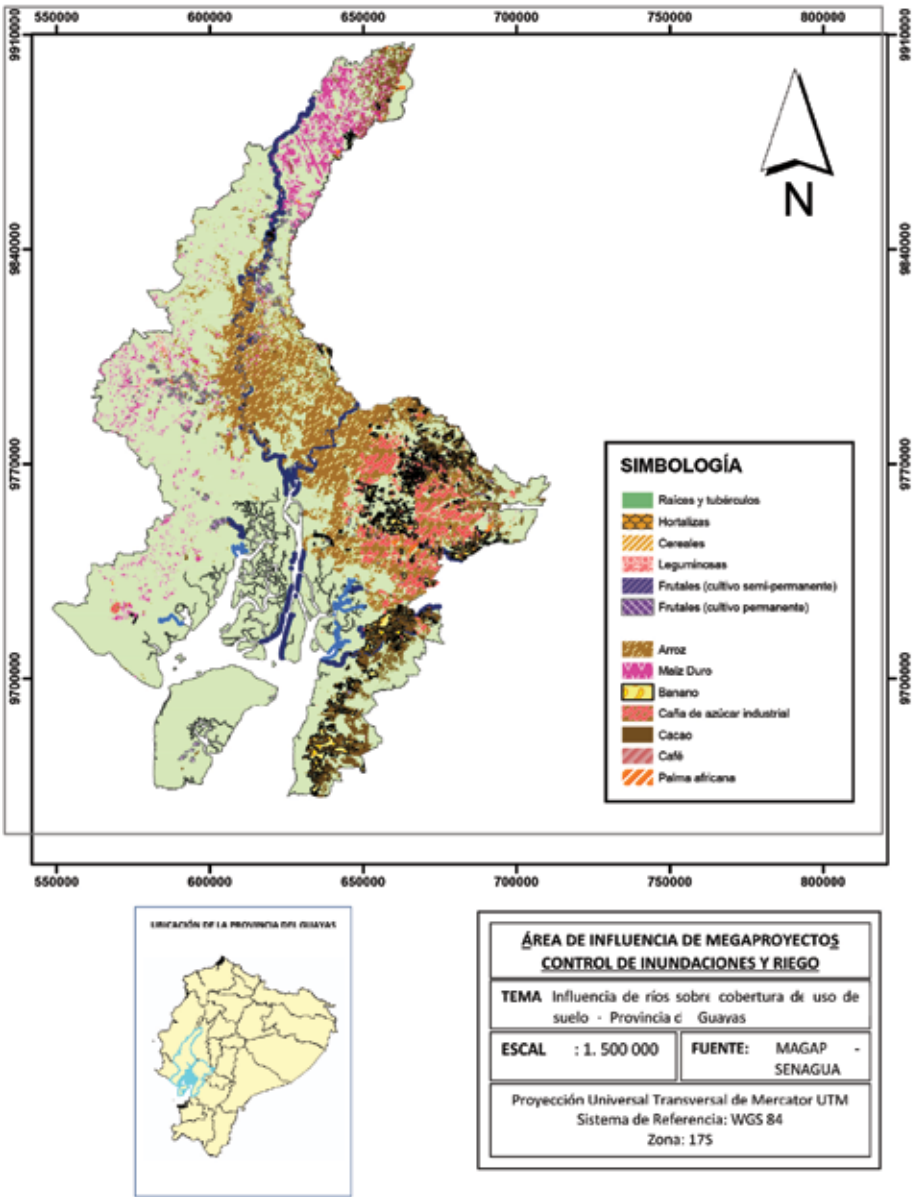 550000 600000 650000 700000 750000 800000
9910000 9910000
9840000 9840000
9770000 9770000
9700000 9700000
N
SIMBOLOGÍA
Raíces y tubérculos
Hortalizas
Cereales
Leguminosas
Frutales (cultivo semi-permanente)
Frutales (cultivo permanente)
Arroz
Maíz Duro
Banano
Caña de azúcar industrial
Cacao
Café
Palma africana
550000 600000 650000 700000 750000 800000
UBICACIÓN DE LA PROVINCIA DEL GUAYAS
ÁREA DE INFLUENCIA DE MEGAPROYECTOS
CONTROL DE INUNDACIONES Y RIEGO
TEMA Influencia de ríos sobre cobertura de uso de
suelo - Provincia d Guayas
ESCAL : 1. 500 000
FUENTE: MAGAP -
SENAGUA
Proyección Universal Transversal de Mercator UTM
Sistema de Referencia: WGS 84
Zona: 17S